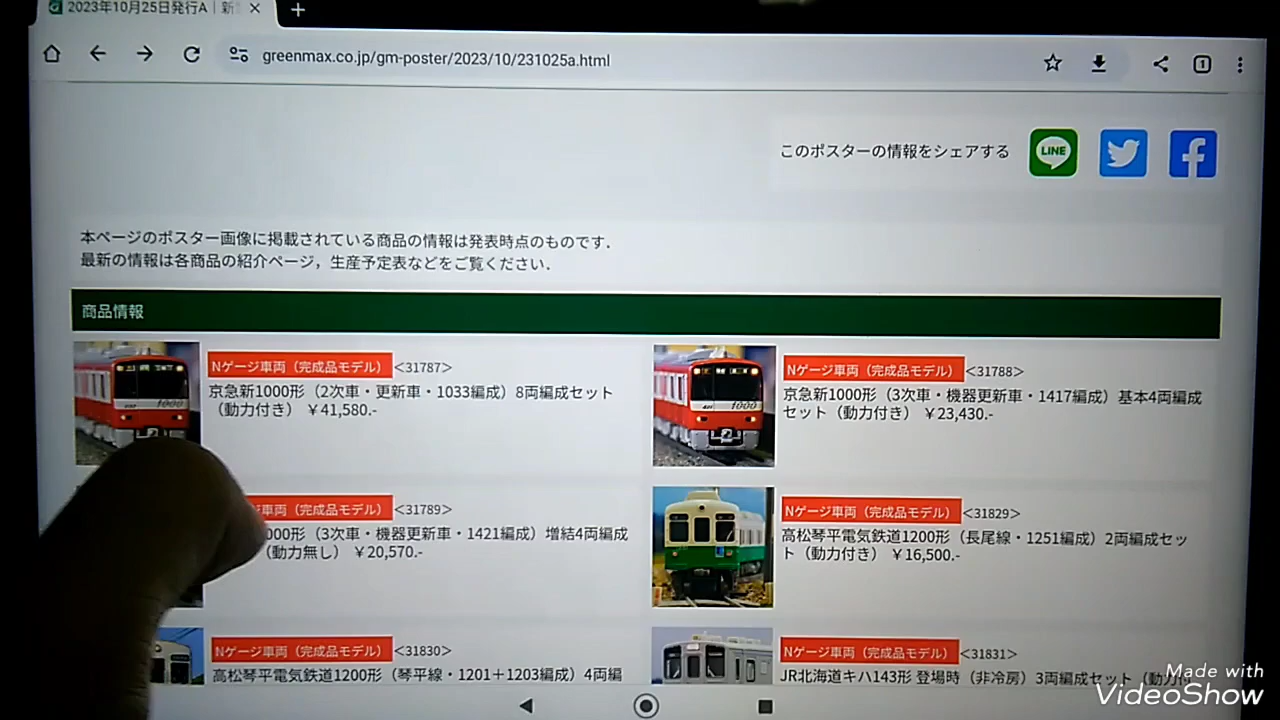 2023年10月25日発行A｜新
greenmax.co.jp/gm-poster/2023/10/231025a.html
1
このポスターの情報をシェアする
LINE
本ページのポスター画像に掲載されている商品の情報は発表時点のものです．
最新の情報は各商品の紹介ページ，生産予定表などをご覧ください．
商品情報
Nゲージ車両（完成品モデル）<31787>
京急新1000形（2次車・更新車・1033編成）8両編成セット
（動力付き） ￥41,580.-
Nゲージ車両（完成品モデル）<31788>
京急新1000形（3次車・機器更新車・1417編成）基本4両編成
セット（動力付き） ￥23,430.-
車両（完成品モデル）<31789>
000形（3次車・機器更新車・1421編成）増結4両編成
（動力無し） ￥20,570.-
Nゲージ車両（完成品モデル）<31829>
高松琴平電気鉄道1200形（長尾線・1251編成）2両編成セッ
ト（動力付き） ￥16,500.-
Nゲージ車両（完成品モデル）<31830>
高松琴平電気鉄道1200形（琴平線・1201＋1203編成）4両編
Nゲージ車両（完成品モデル）<31831>
JR北海道キハ143形 登場時（非冷房）3両編成セット（動力付
Made with
VideoShow